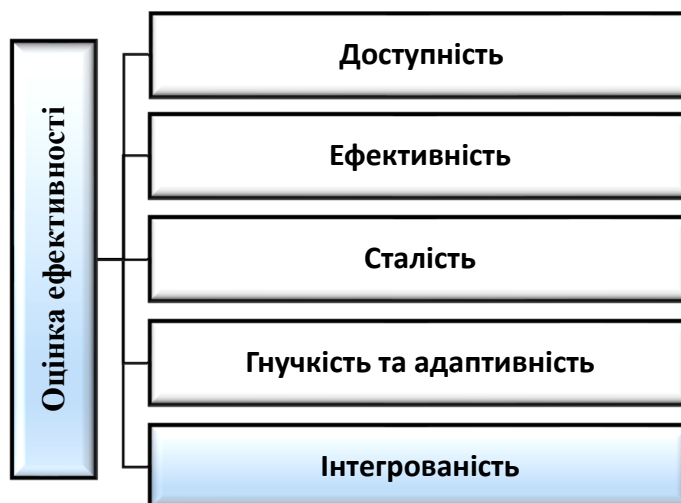 Оцінка ефективності
Доступність
Ефективність
Сталість
Гнучкість та адаптивність
Інтегрованість